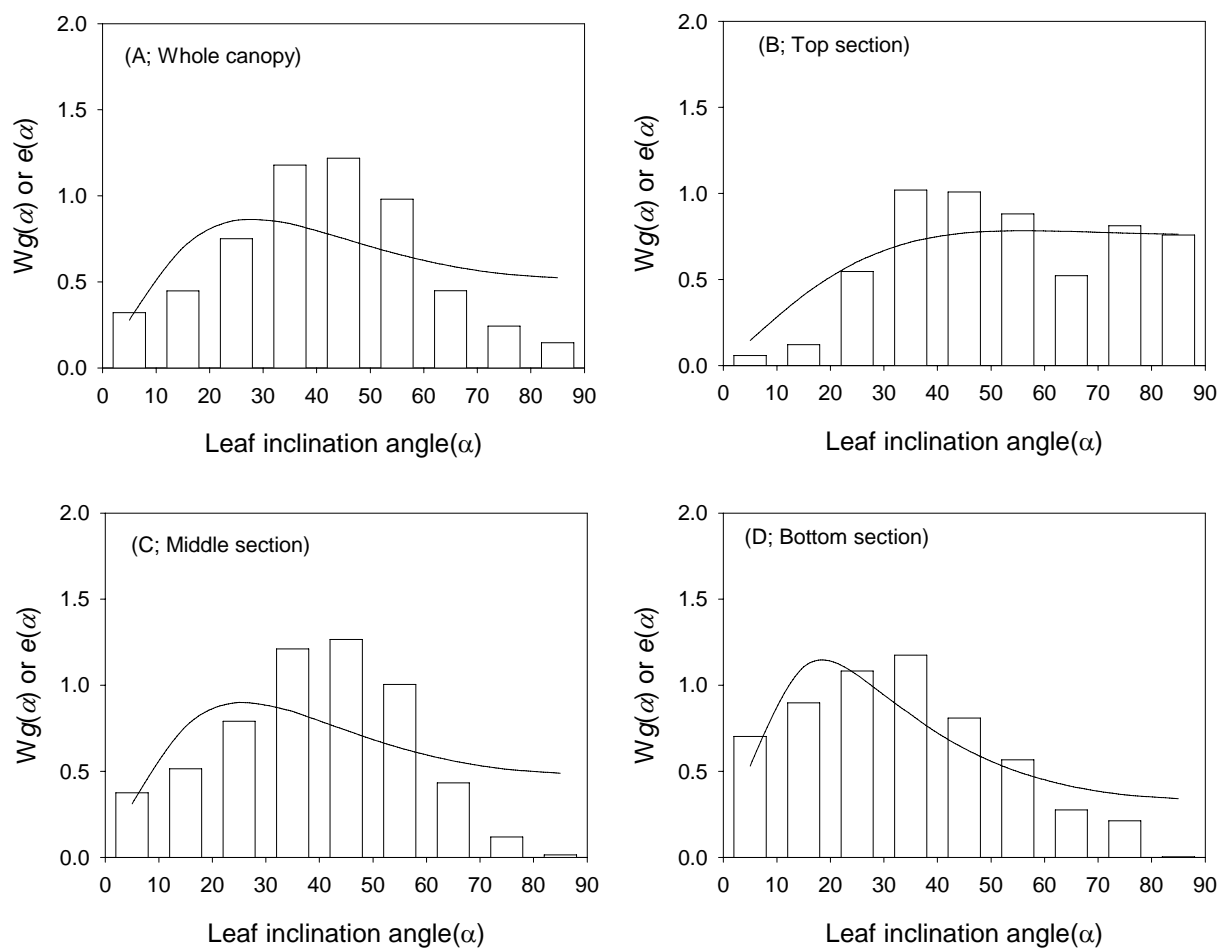 (A; Whole canopy)
Wg(α) or e(α)
2.0
1.5
1.0
0.5
0.0
0 10 20 30 40 50 60 70 80 90
Leaf inclination angle(α)
(B; Top section)
Wg(α) or e(α)
2.0
1.5
1.0
0.5
0.0
0 10 20 30 40 50 60 70 80 90
Leaf inclination angle(α)
(C; Middle section)
Wg(α) or e(α)
2.0
1.5
1.0
0.5
0.0
0 10 20 30 40 50 60 70 80 90
Leaf inclination angle(α)
(D; Bottom section)
Wg(α) or e(α)
2.0
1.5
1.0
0.5
0.0
0 10 20 30 40 50 60 70 80 90
Leaf inclination angle(α)